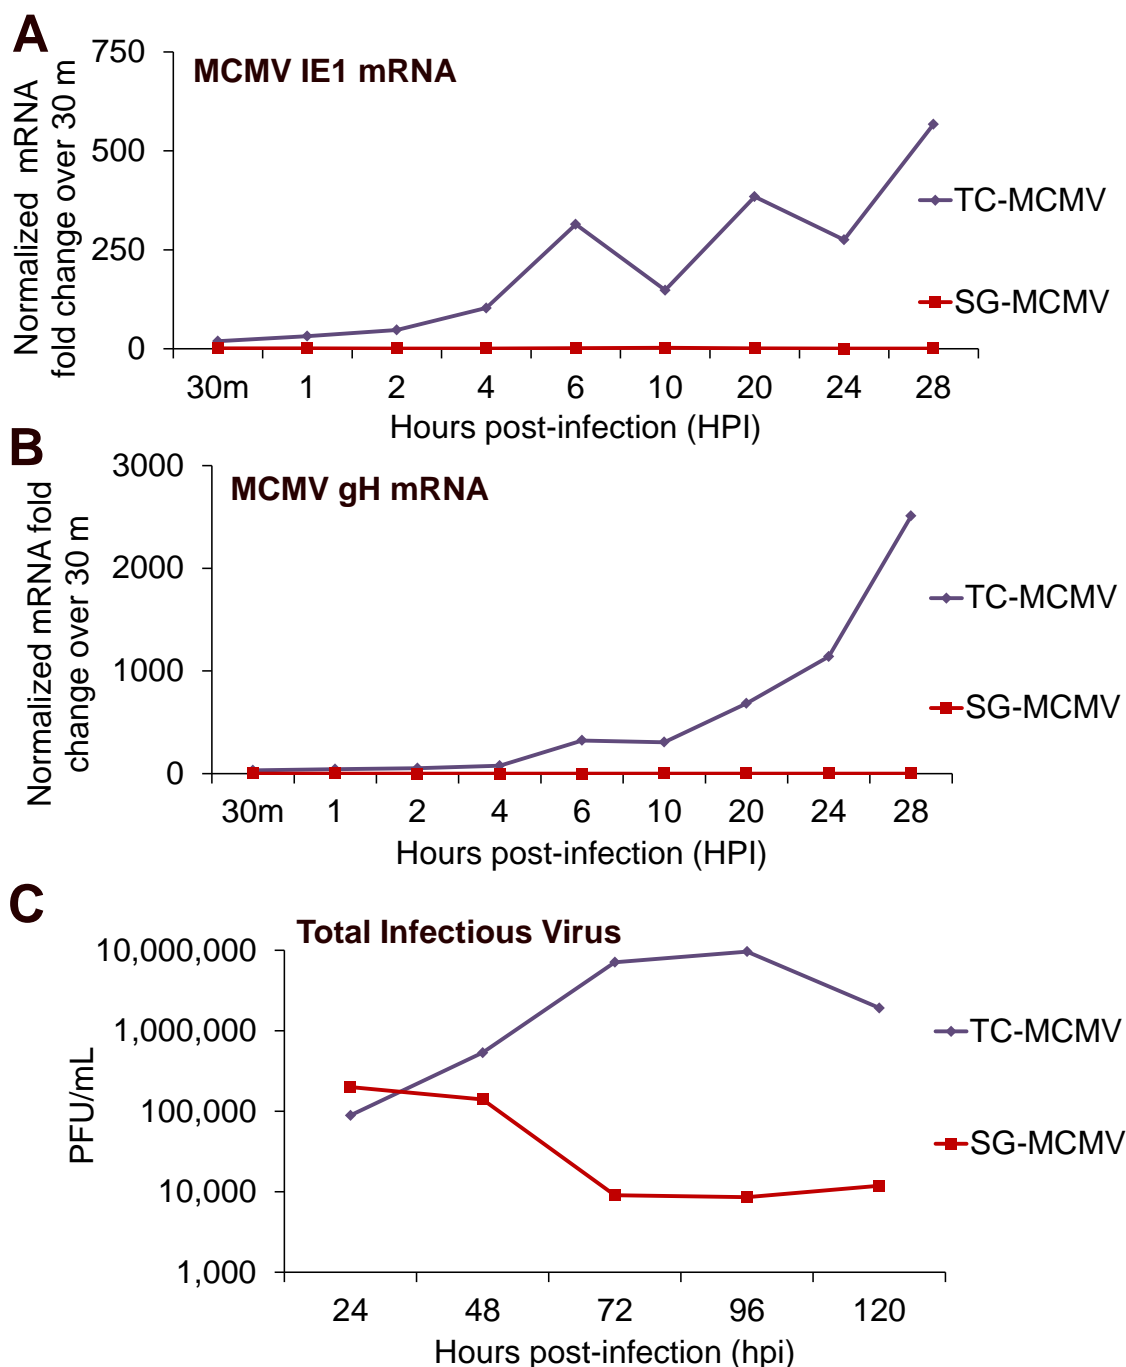 A
MCMV IE1 mRNA
Normalized mRNA
fold change over 30 m
750
500
250
0
30m 1 2 4 6 10 20 24 28
Hours post-infection (HPI)
TC-MCMV
SG-MCMV
B
MCMV gH mRNA
Normalized mRNA fold
change over 30 m
3000
2000
1000
0
30m 1 2 4 6 10 20 24 28
Hours post-infection (HPI)
TC-MCMV
SG-MCMV
C
Total Infectious Virus
PFU/mL
10,000,000
1,000,000
100,000
10,000
1,000
24 48 72 96 120
Hours post-infection (hpi)
TC-MCMV
SG-MCMV